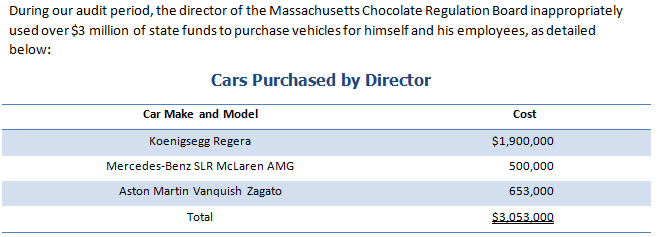 During our audit period, the director of the Massachusetts Chocolate Regulation Board inappropriately
used over $3 million of state funds to purchase vehicles for himself and his employees, as detailed
below:
Cars Purchased by Director
Car Make and Model Cost
Koenigsegg Regera $1,900,000
Mercedes-Benz SLR McLaren AMG 500,000
Aston Martin Vanquish Zagato 653,000
Total $3,053,000